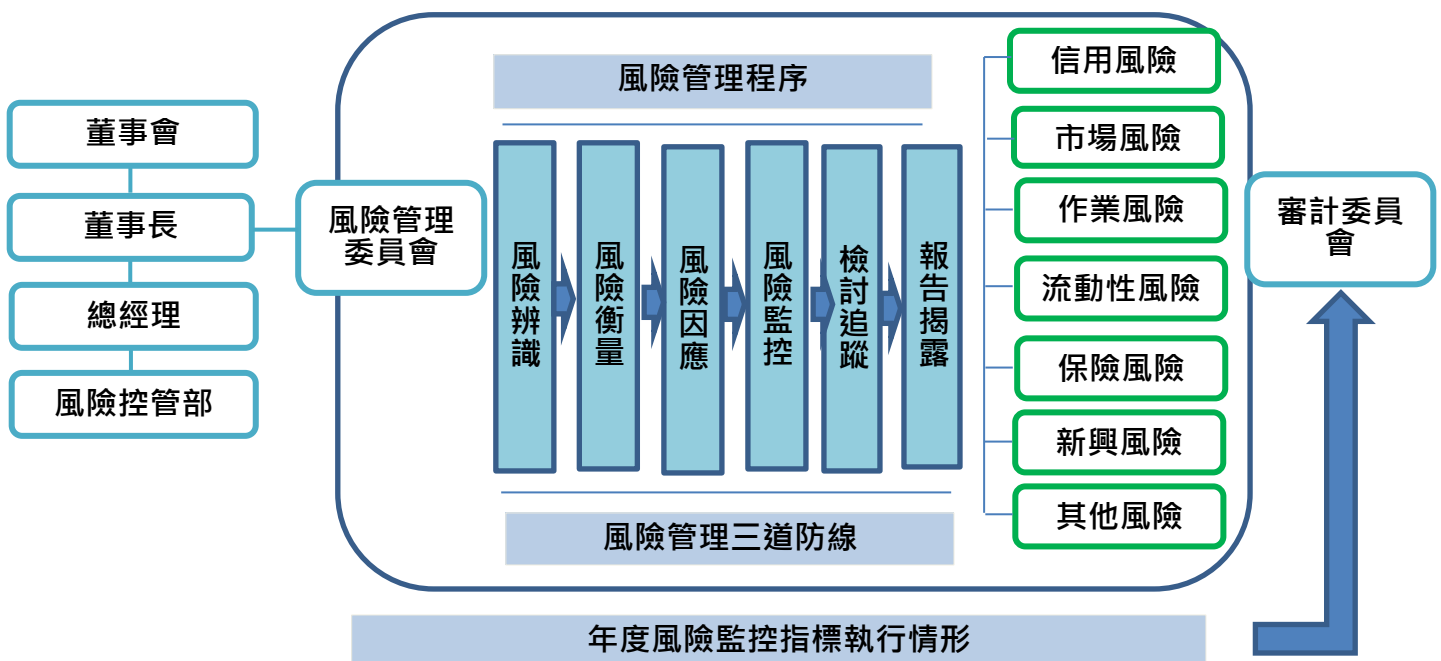 董事會
董事長
總經理
風險控管部
風險管理
委員會
風險管理程序
風險辨識
風險衡量
風險因應
風險監控
檢討追蹤
報告揭露
風險管理三道防線
信用風險
市場風險
作業風險
流動性風險
保險風險
新興風險
其他風險
審計委員
會
年度風險監控指標執行情形